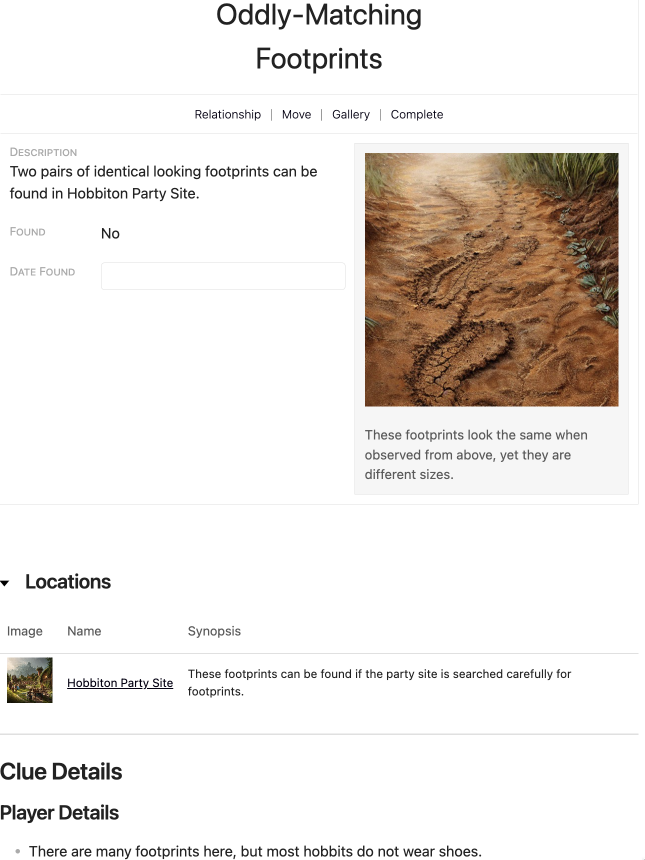 Oddly-Matching
Footprints
Relationship | Move | Gallery | Complete
DESCRIPTION
Two pairs of identical looking footprints can be
found in Hobbiton Party Site.
FOUND
No
DATE FOUND
These footprints look the same when
observed from above, yet they are
different sizes.
Locations
Image Name Synopsis
Hobbiton Party Site
These footprints can be found if the party site is searched carefully for
footprints.
Clue Details
Player Details
• There are many footprints here, but most hobbits do not wear shoes.